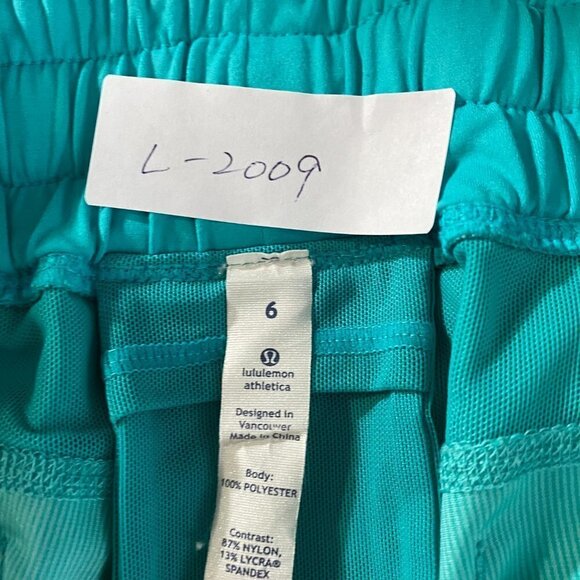 L-2009
6
lululemon
athletica
Designed in
Vancouver
Made in China
Body:
100% POLYESTER
Contrast:
87% NYLON,
13% LYCRA®
SPANDEX